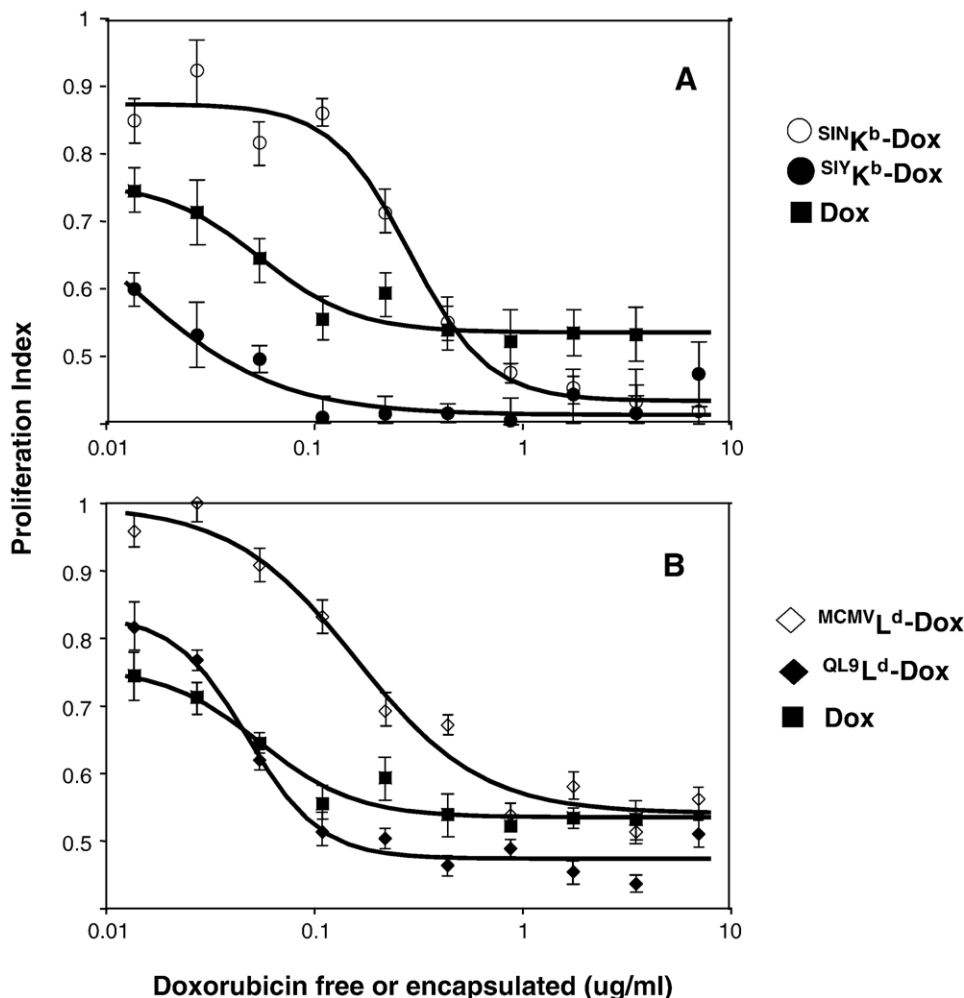 1
0.9
0.8
0.7
0.6
0.5
0.01
0.1
1
10
A
SINKb-Dox
SIYKb-Dox
Dox
Proliferation Index
1
0.9
0.8
0.7
0.6
0.5
0.01
0.1
1
10
B
MCMVLd-Dox
QL9Ld-Dox
Dox
Doxorubicin free or encapsulated (ug/ml)